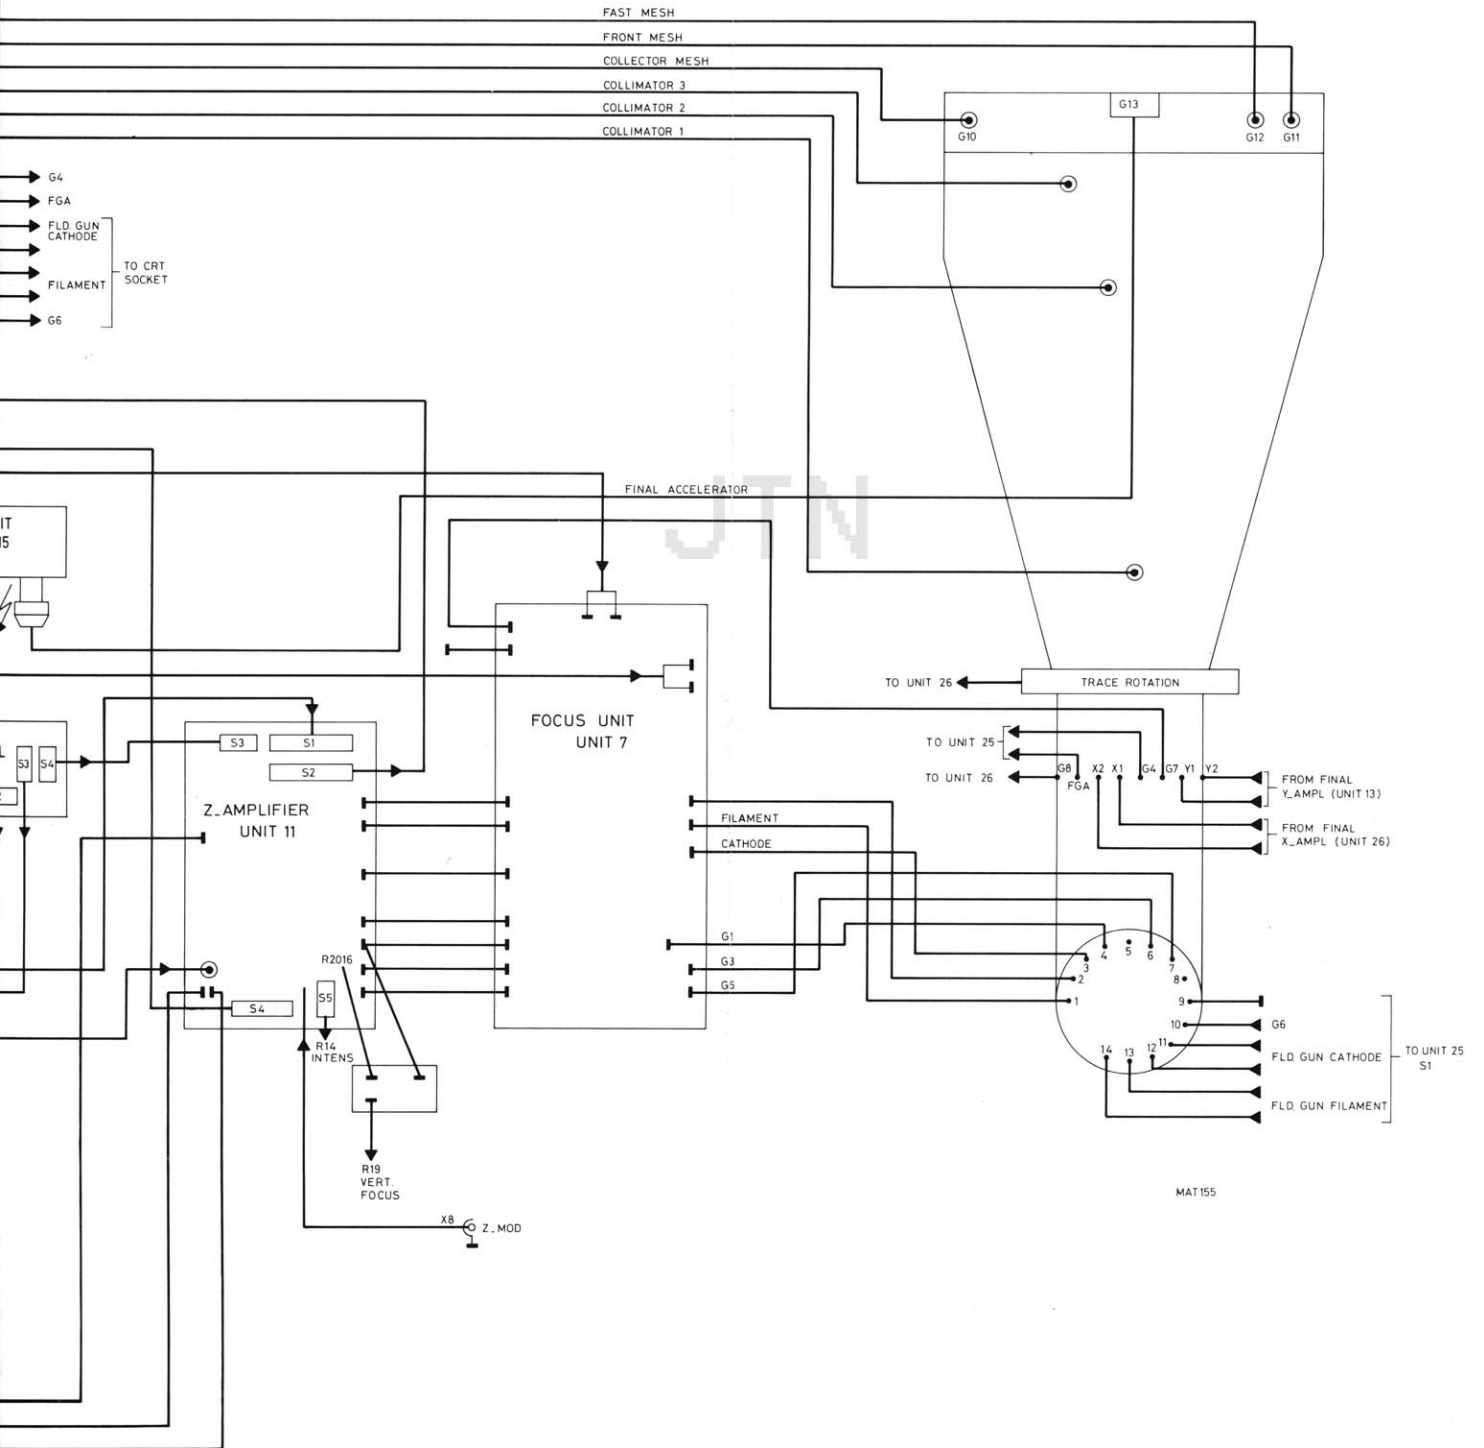 FAST MESH
FRONT MESH
COLLECTOR MESH
COLLIMATOR 3
COLLIMATOR 2
COLLIMATOR 1
G13
G10
G12
G11
G4
FGA
FLD. GUN
CATHODE
FILAMENT
G6
TO CRT
SOCKET
FINAL ACCELERATOR
JTN
IT
15
TO UNIT 26
TRACE ROTATION
FOCUS UNIT
UNIT 7
TO UNIT 25
TO UNIT 26
G8
FGA
X2
X1
G4
G7
Y1
Y2
FROM FINAL
Y_AMPL (UNIT 13)
FROM FINAL
X_AMPL (UNIT 26)
S3
S4
S3
S1
S2
Z_AMPLIFIER
UNIT 11
FILAMENT
CATHODE
G1
G3
G5
R2016
S5
S4
R14
INTENS
1
2
3
4
5
6
7
8
9
10
11
12
13
14
G6
FLD. GUN CATHODE
FLD. GUN FILAMENT
TO UNIT 25
S1
R19
VERT.
FOCUS
X8
Z_MOD
MAT155